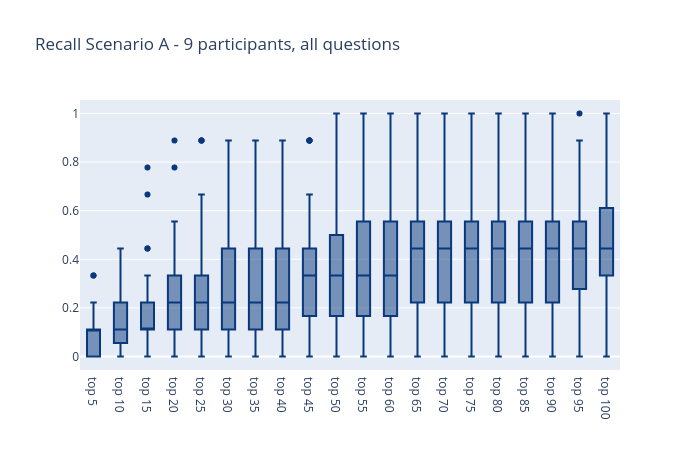 Recall Scenario A - 9 participants, all questions
1
0.8
0.6
0.4
0.2
0
top 5
top 10
top 15
top 20
top 25
top 30
top 35
top 40
top 45
top 50
top 55
top 60
top 65
top 70
top 75
top 80
top 85
top 90
top 95
top 100